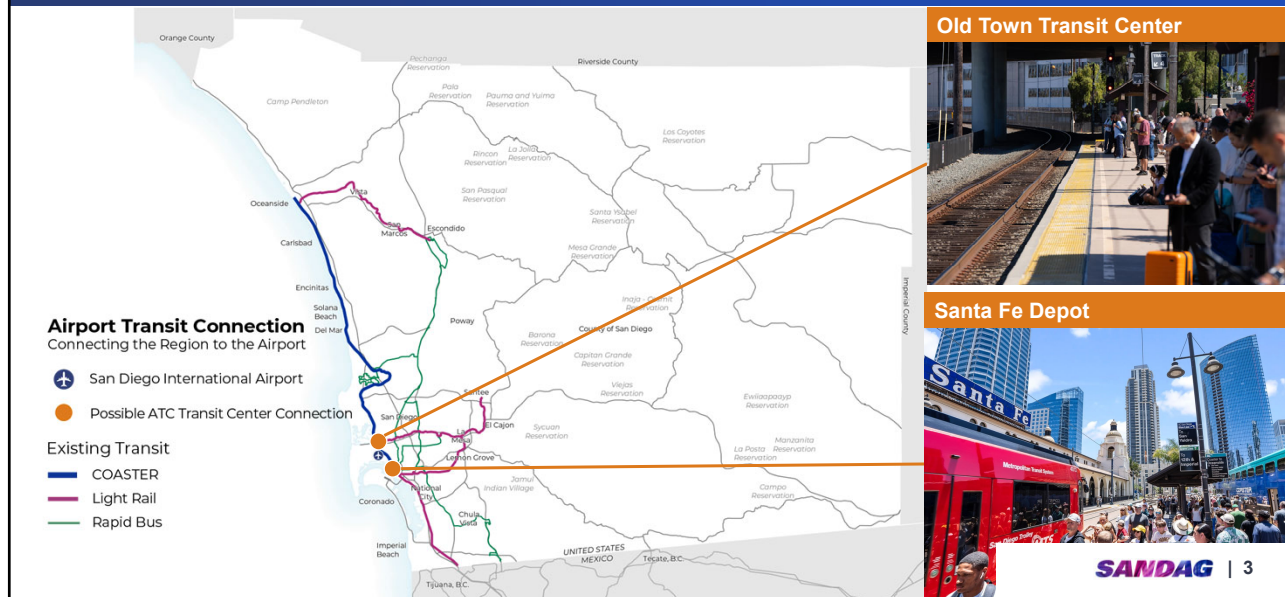 Old Town Transit Center
Orange County
Riverside County
Pechanga
Reservation
Pala
Reservation
Pauma and Yuima
Reservation
Camp Pendleton
Los Coyotes
Reservation
La Jolla
Reservation
Rincon
Reservation
San Pasqual
Reservation
Vista
Oceanside
San
Marcos
Escondido
Santa Ysabel
Reservation
Carlsbad
Mesa Grande
Reservation
Encinitas
Imperial County
Solana
Beach
Inaja - Cosmit
Reservation
Santa Fe Depot
Airport Transit Connection
Connecting the Region to the Airport
Del Mar
Poway
County of San Diego
Barona
Reservation
Capitan Grande
Reservation
San Diego International Airport
Viejas
Reservation
Santee
Ewiiaapaayp
Reservation
Possible ATC Transit Center Connection
San Diego
El Cajon
Sycuan
Reservation
Existing Transit
La
Mesa
Manzanita
Reservation
La Posta
Reservation
Lemon Grove
COASTER
Light Rail
Rapid Bus
Coronado
National
City
Jamul
Indian Village
Campo
Reservation
Chula
Vista
Imperial
Beach
UNITED STATES
MEXICO
Tecate, B.C.
Tijuana, B.C.
Santa Fe
Metropolitan Transit System
San Diego Trolley
SANDAG | 3